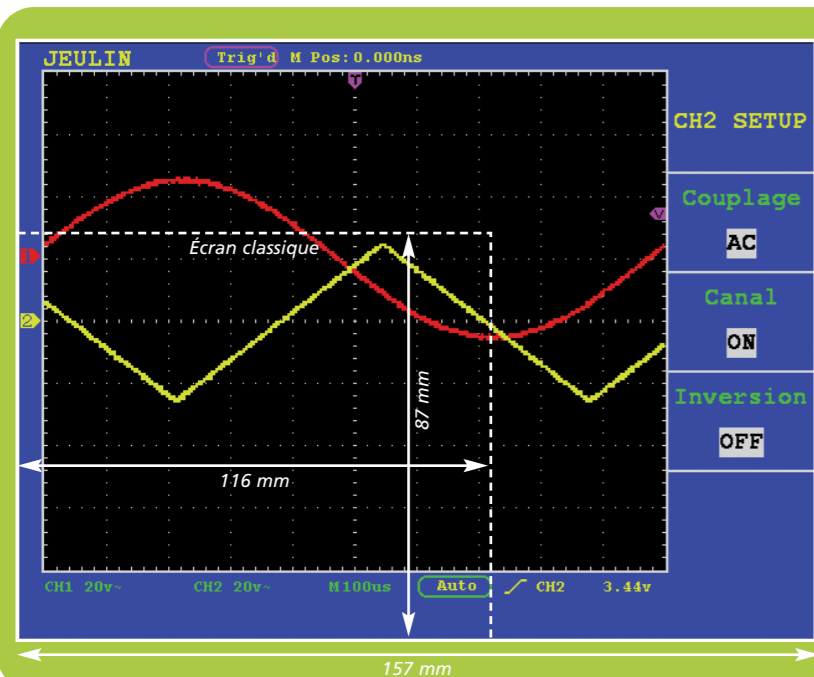 JEULIN Trig'd M Pos:0.000ns
T
CH2 SETUP
Couplage
AC
V
Écran classique
1
Canal
2
ON
Inversion
87 mm
OFF
116 mm
CH1 20v~ CH2 20v~ M100us Auto CH2 3.44v
157 mm